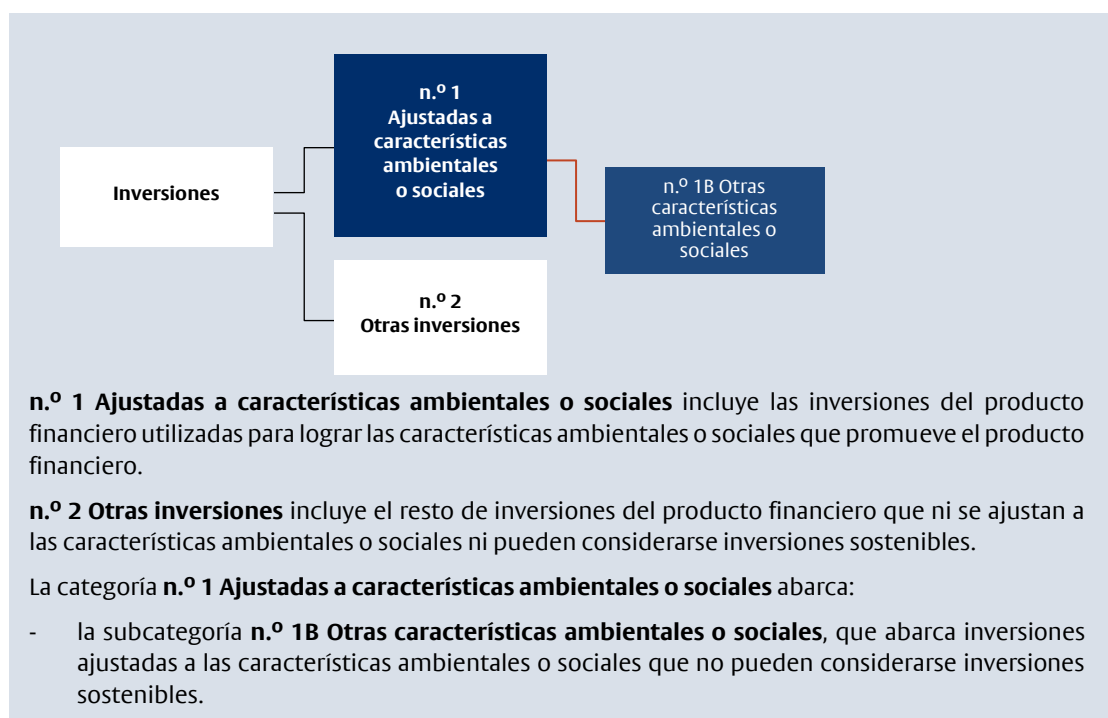 n.º 1
Ajustadas a
características
ambientales
o sociales
Inversiones
n.º 1B Otras
características
ambientales o
sociales
n.º 2
Otras inversiones
n.º 1 Ajustadas a características ambientales o sociales incluye las inversiones del producto
financiero utilizadas para lograr las características ambientales o sociales que promueve el producto
financiero.
n.º 2 Otras inversiones incluye el resto de inversiones del producto financiero que ni se ajustan a
las características ambientales o sociales ni pueden considerarse inversiones sostenibles.
La categoría n.º 1 Ajustadas a características ambientales o sociales abarca:
- la subcategoría n.º 1B Otras características ambientales o sociales, que abarca inversiones
ajustadas a las características ambientales o sociales que no pueden considerarse inversiones
sostenibles.